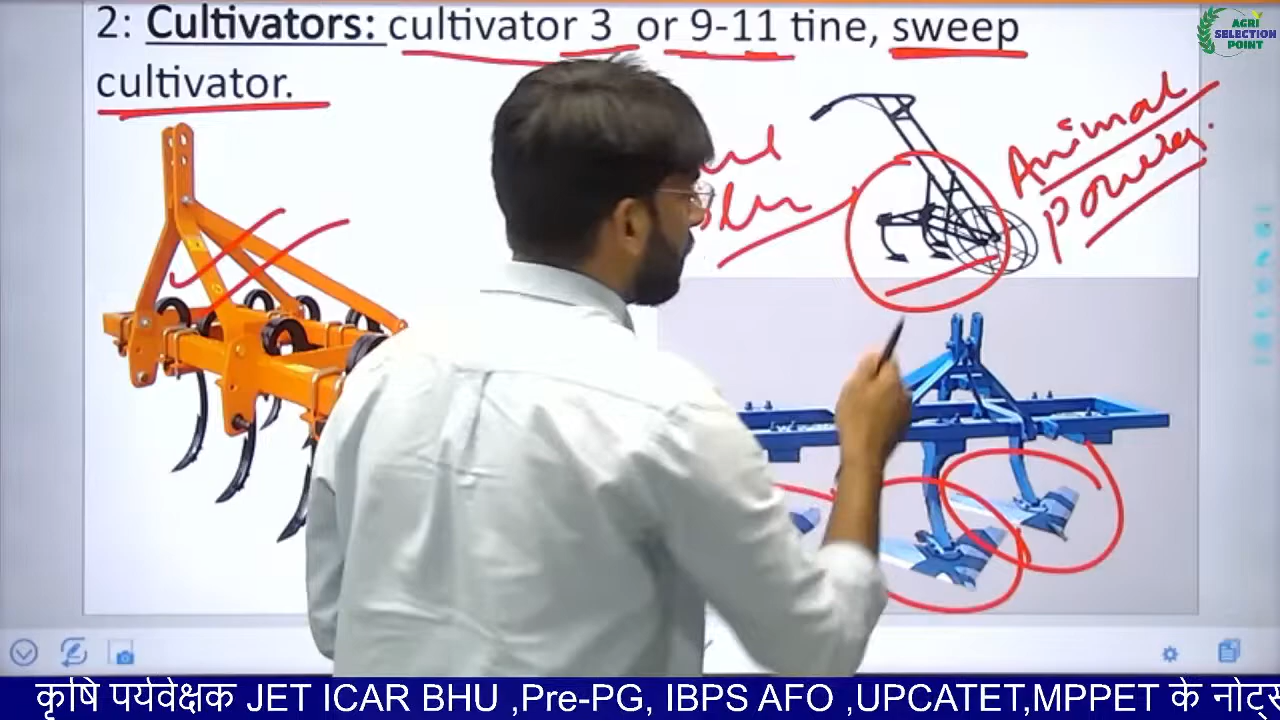 2: Cultivators: cultivator 3 or 9-11 tine, sweep
cultivator.
AGRI
SELECTION
POINT
Animal
power
कृषि पर्यवेक्षक JET ICAR BHU ,Pre-PG, IBPS AFO ,UPCATET,MPPET के नोट्स